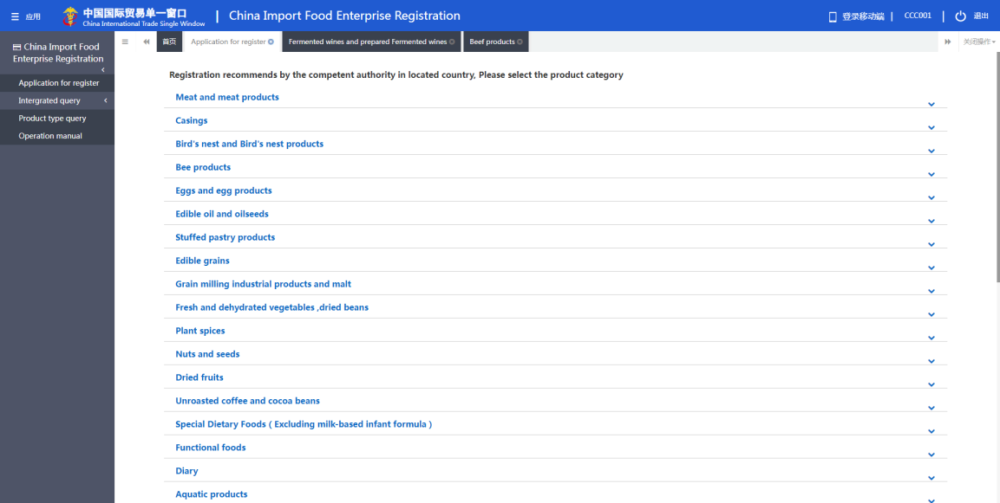 应用
中国国际贸易单一窗口
China International Trade Single Window
China Import Food Enterprise Registration
登录移动端
CCC001
退出
China Import Food
Enterprise Registration
Application for register
Intergrated query
Product type query
Operation manual
首页
Application for register
Fermented wines and prepared Fermented wines
Beef products
关闭操作
Registration recommends by the competent authority in located country, Please select the product category
Meat and meat products
Casings
Bird's nest and Bird's nest products
Bee products
Eggs and egg products
Edible oil and oilseeds
Stuffed pastry products
Edible grains
Grain milling industrial products and malt
Fresh and dehydrated vegetables ,dried beans
Plant spices
Nuts and seeds
Dried fruits
Unroasted coffee and cocoa beans
Special Dietary Foods ( Excluding milk-based infant formula )
Functional foods
Diary
Aquatic products